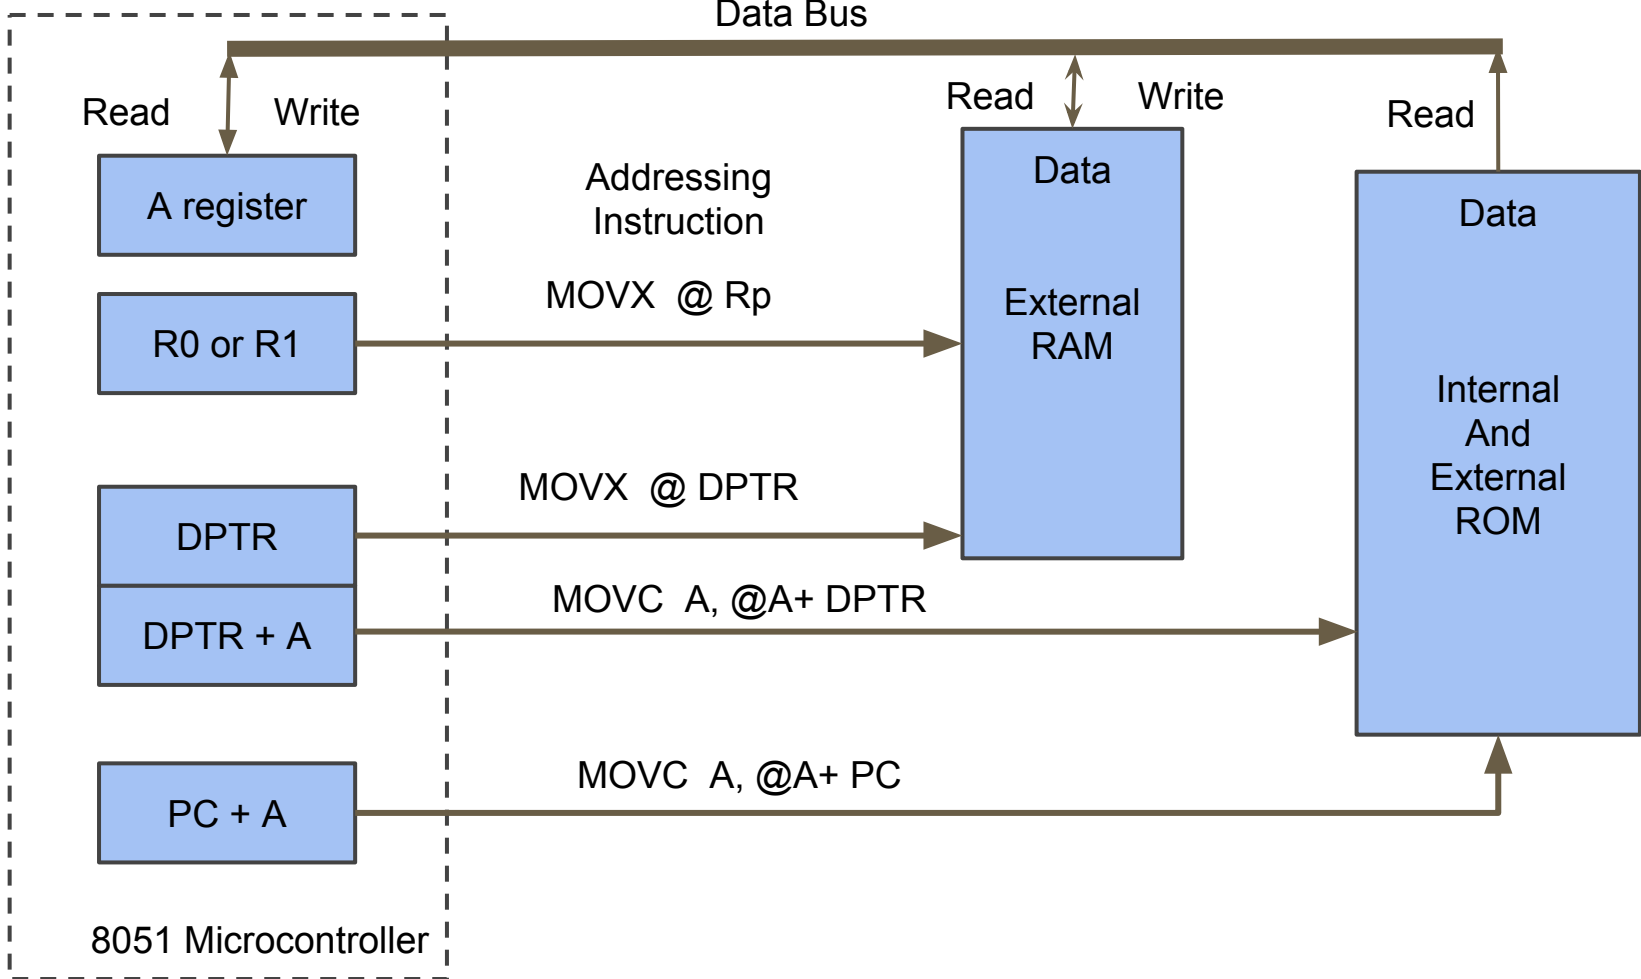 Data Bus
Read
Write
Read
Write
Read
A register
Addressing
Instruction
Data
Data
MOVX @ Rp
R0 or R1
External
RAM
Internal
And
External
ROM
MOVX @ DPTR
DPTR
MOVC A, @A+ DPTR
DPTR + A
MOVC A, @A+ PC
PC + A
8051 Microcontroller